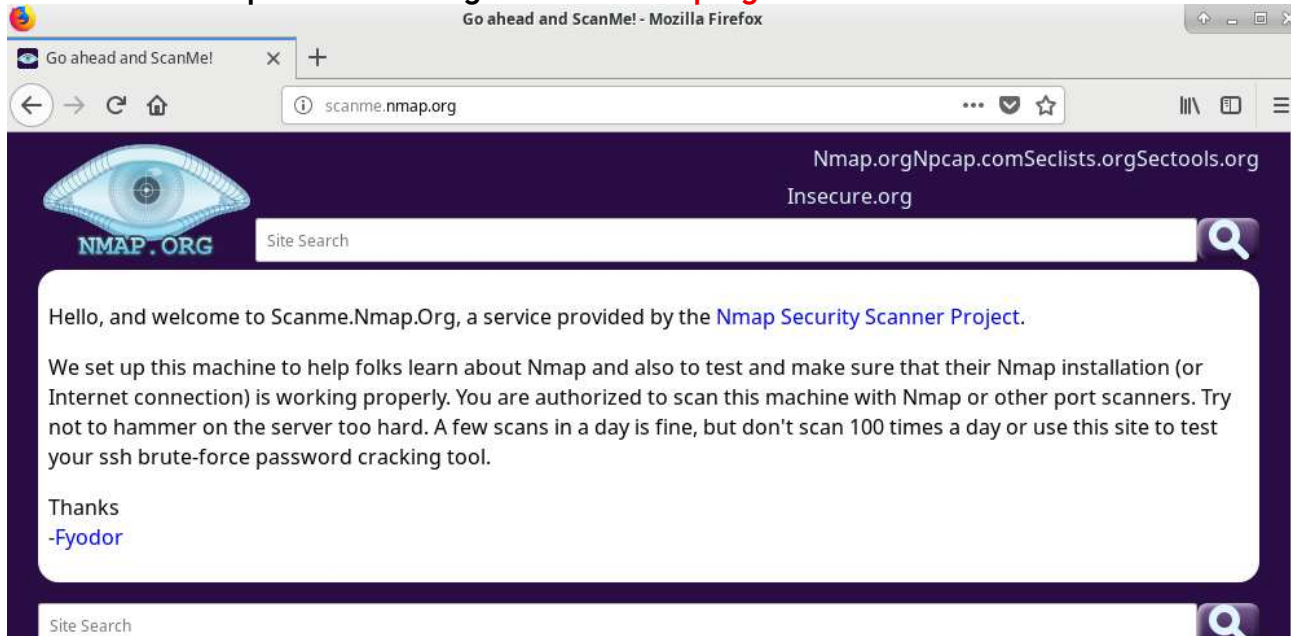 Go ahead and ScanMe! - Mozilla Firefox
Go ahead and ScanMe!
scanme.nmap.org
Nmap.orgNpcap.comSeclists.orgSectools.org
Insecure.org
NMAP.ORG
Site Search
Hello, and welcome to Scanme.Nmap.Org, a service provided by the Nmap Security Scanner Project.
We set up this machine to help folks learn about Nmap and also to test and make sure that their Nmap installation (or
Internet connection) is working properly. You are authorized to scan this machine with Nmap or other port scanners. Try
not to hammer on the server too hard. A few scans in a day is fine, but don't scan 100 times a day or use this site to test
your ssh brute-force password cracking tool.
Thanks
-Fyodor
Site Search